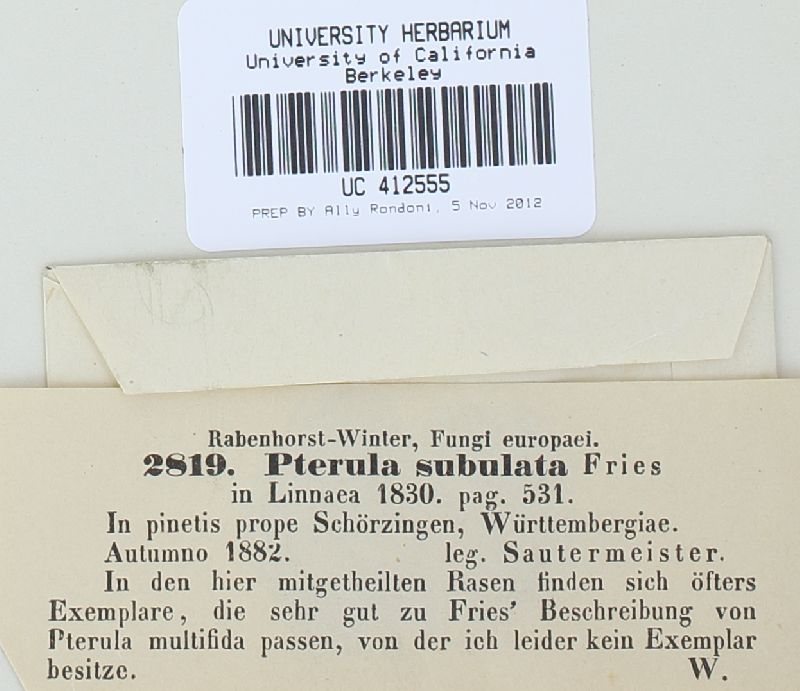 UNIVERSITY HERBARIUM
University of California
Berkeley
UC 412555
PREP BY Ally Rondoni, 5 Nov 2012
Rabenhorst-Winter, Fungi europaei.
2819. Pterula subulata Fries
in Linnaea 1830. pag. 531.
In pinetis prope Schörzingen, Württembergiae.
Autumno 1882. leg. Sautermeister.
In den hier mitgetheilten Rasen finden sich öfters
Exemplare, die sehr gut zu Fries' Beschreibung von
Pterula multifida passen, von der ich leider kein Exemplar
besitze. W.